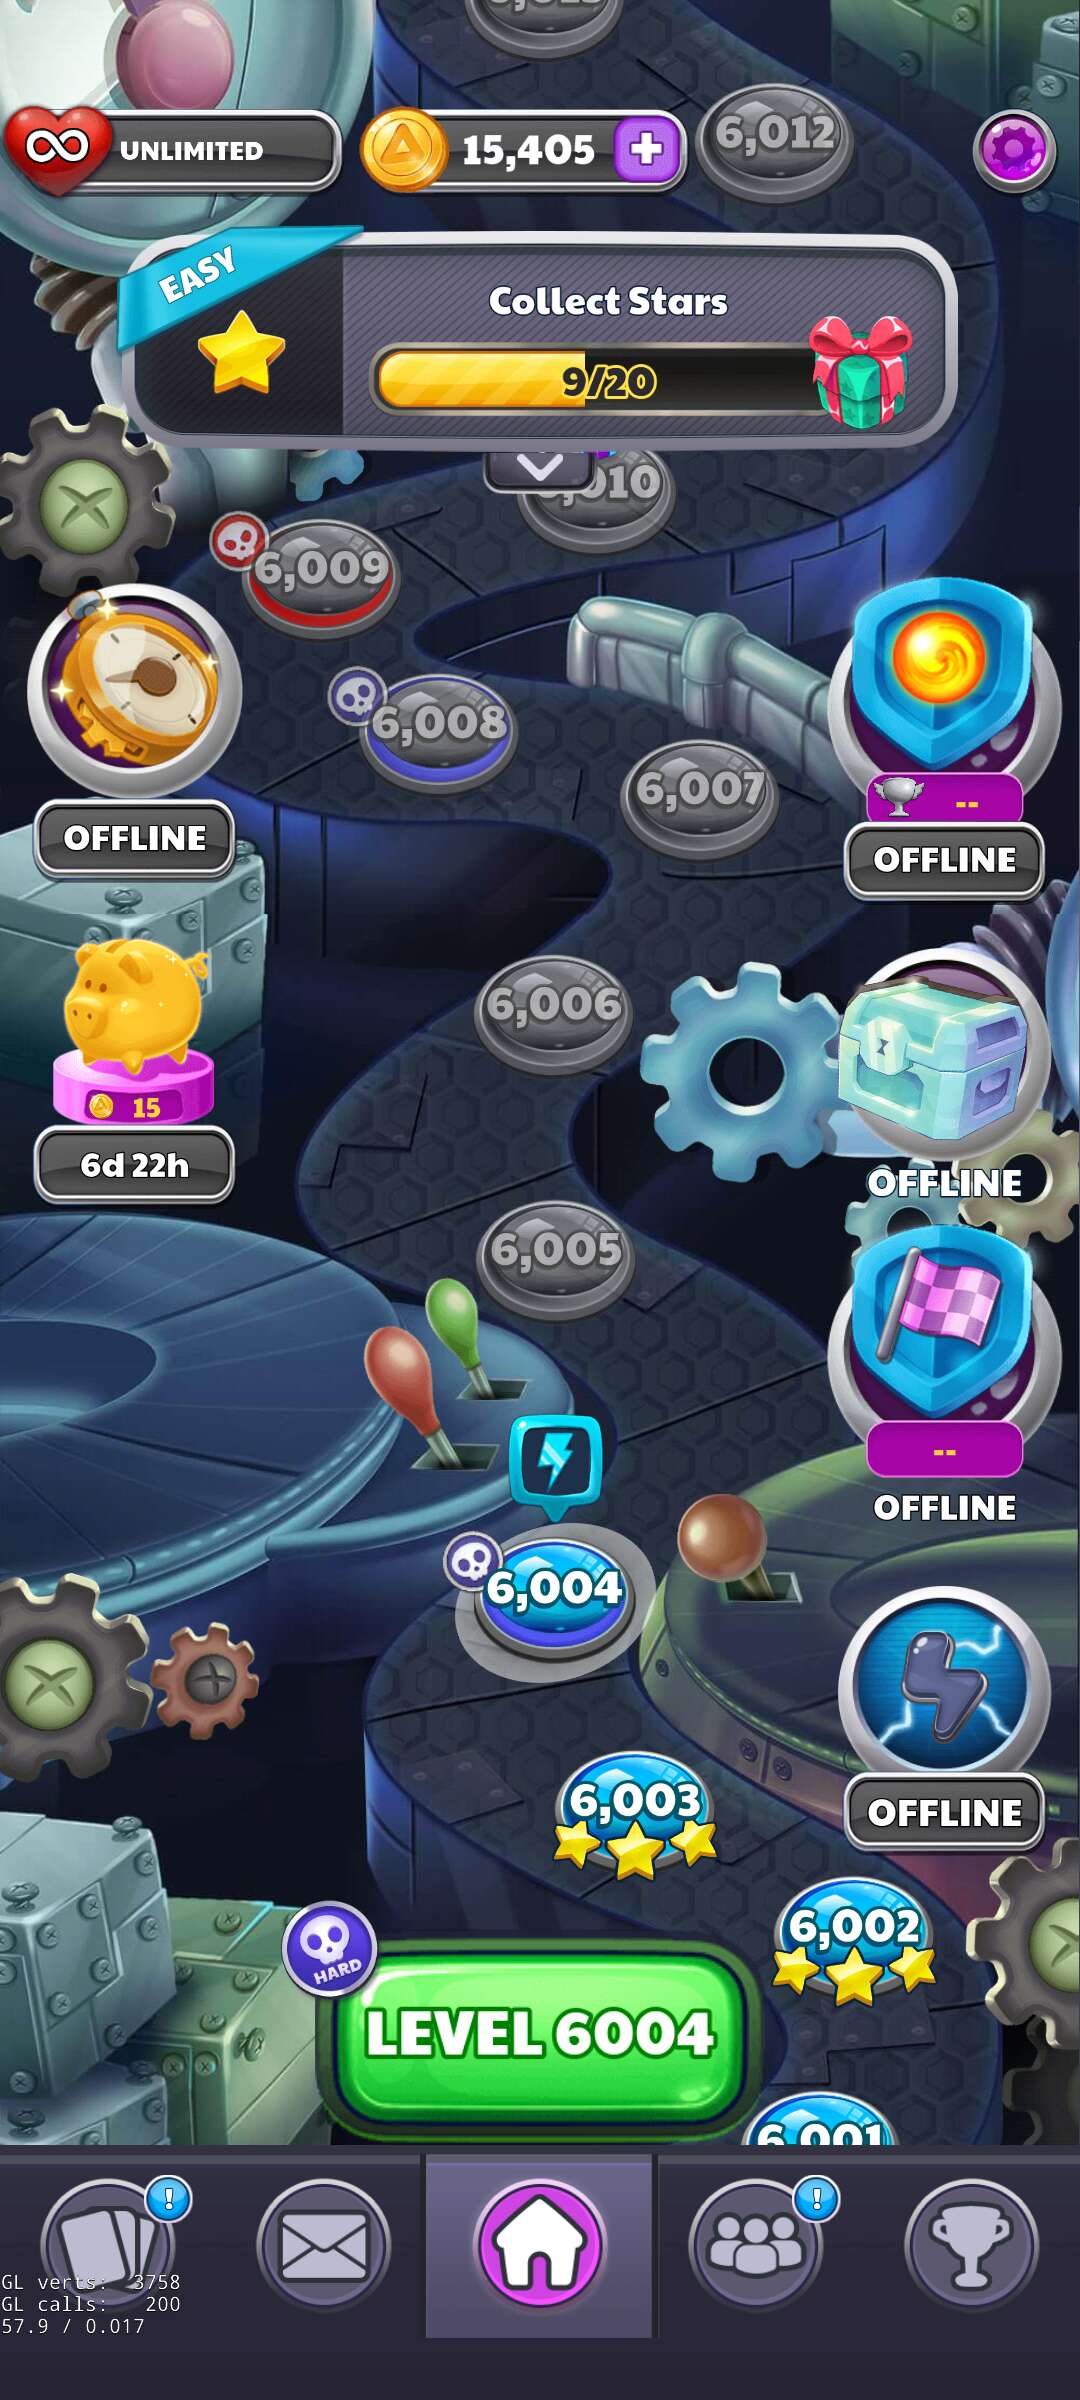 UNLIMITED
15,405
6,012
EASY
Collect Stars
9/20
6,009
6,008
6,007
OFFLINE
--
OFFLINE
15
6d 22h
6,006
OFFLINE
6,005
--
OFFLINE
6,004
6,003
OFFLINE
6,002
HARD
LEVEL 6004
6,001
GL verts: 3758
GL calls: 200
57.9 / 0.017